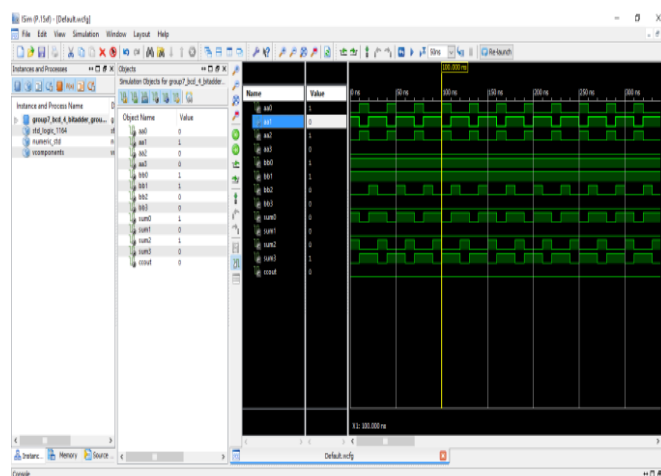 ISim (P.15xf) - [Default.wcfg]
File Edit View Simulation Window Layout Help
50ns
Re-launch
Instances and Processes
Objects
Simulation Objects for group7_bcd_4_bitadder...
Instance and Process Name
group7_bcd_4_bitadder_grou...
std_logic_1164
numeric_std
vcomponents
Object Name Value
aa0 0
aa1 1
aa2 0
aa3 0
bb0 1
bb1 1
bb2 0
bb3 0
sum0 1
sum1 0
sum2 1
sum3 0
ccout 0
Name Value
aa0 1
aa1 0
aa2 1
aa3 0
bb0 1
bb1 1
bb2 0
bb3 0
sum0 0
sum1 0
sum2 0
sum3 1
ccout 0
100.000 ns
0 ns 50 ns 100 ns 150 ns 200 ns 250 ns 300 ns
X1: 100.000 ns
Instanc... Memory Source ...
Default.wcfg
Console